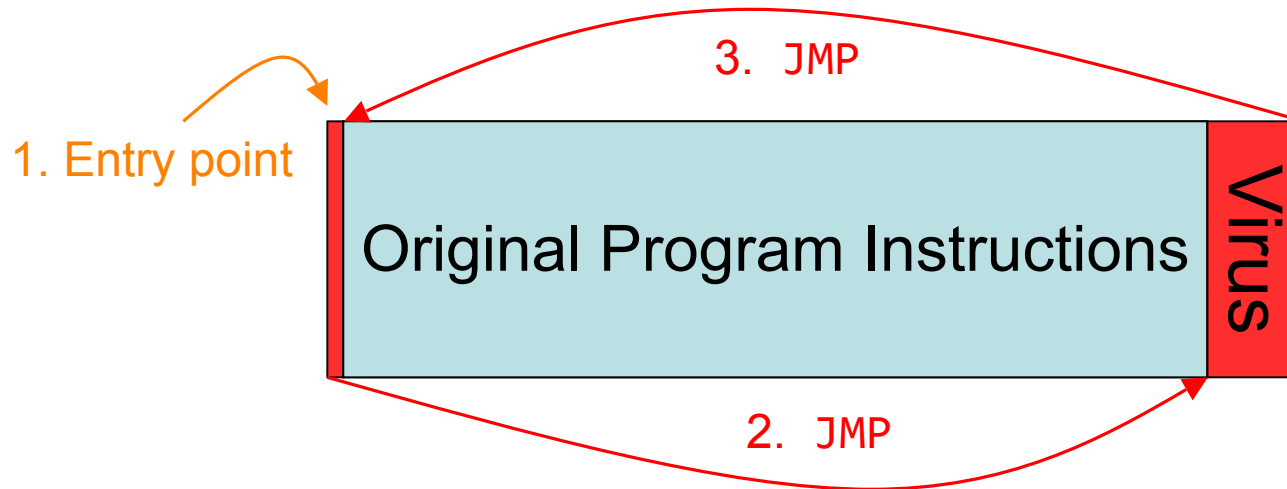 3. JMP
1. Entry point
Original Program Instructions
Virus
2. JMP